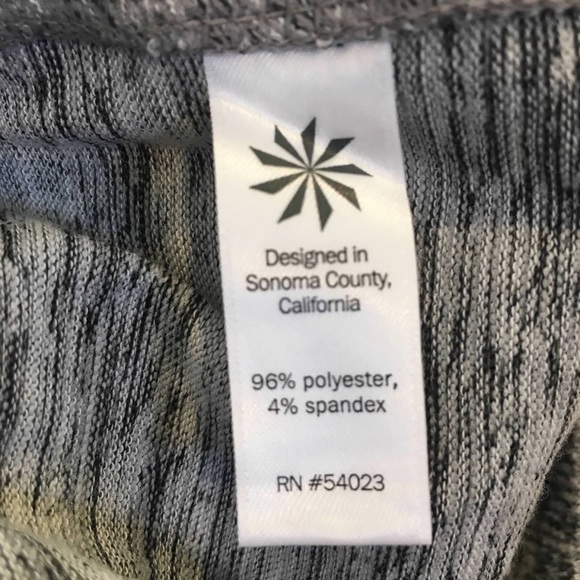 Designed in
Sonoma County,
California
96% polyester,
4% spandex
RN #54023